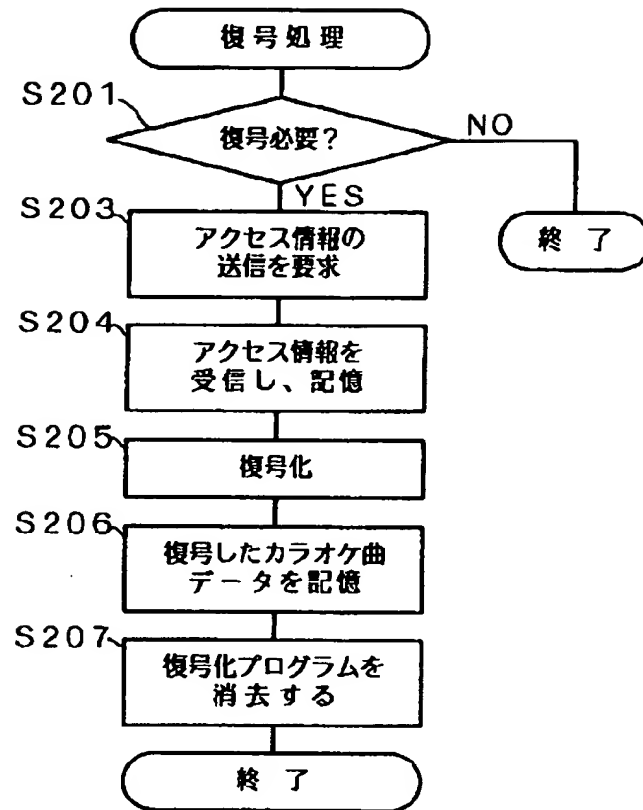 復号処理
S201
復号必要?
NO
YES
終了
S203
アクセス情報の
送信を要求
S204
アクセス情報を
受信し、記憶
S205
復号化
S206
復号したカラオケ曲
データを記憶
S207
復号化プログラムを
消去する
終了